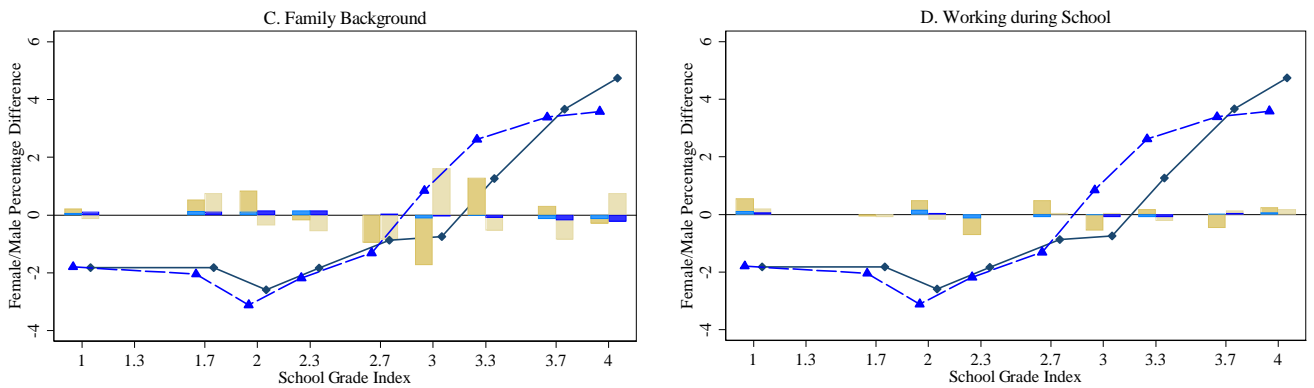 C. Family Background
Female/Male Percentage Difference
6
4
2
0
-2
-4
1 1.3 1.7 2 2.3 2.7 3 3.3 3.7 4
School Grade Index
D. Working during School
Female/Male Percentage Difference
6
4
2
0
-2
-4
1 1.3 1.7 2 2.3 2.7 3 3.3 3.7 4
School Grade Index